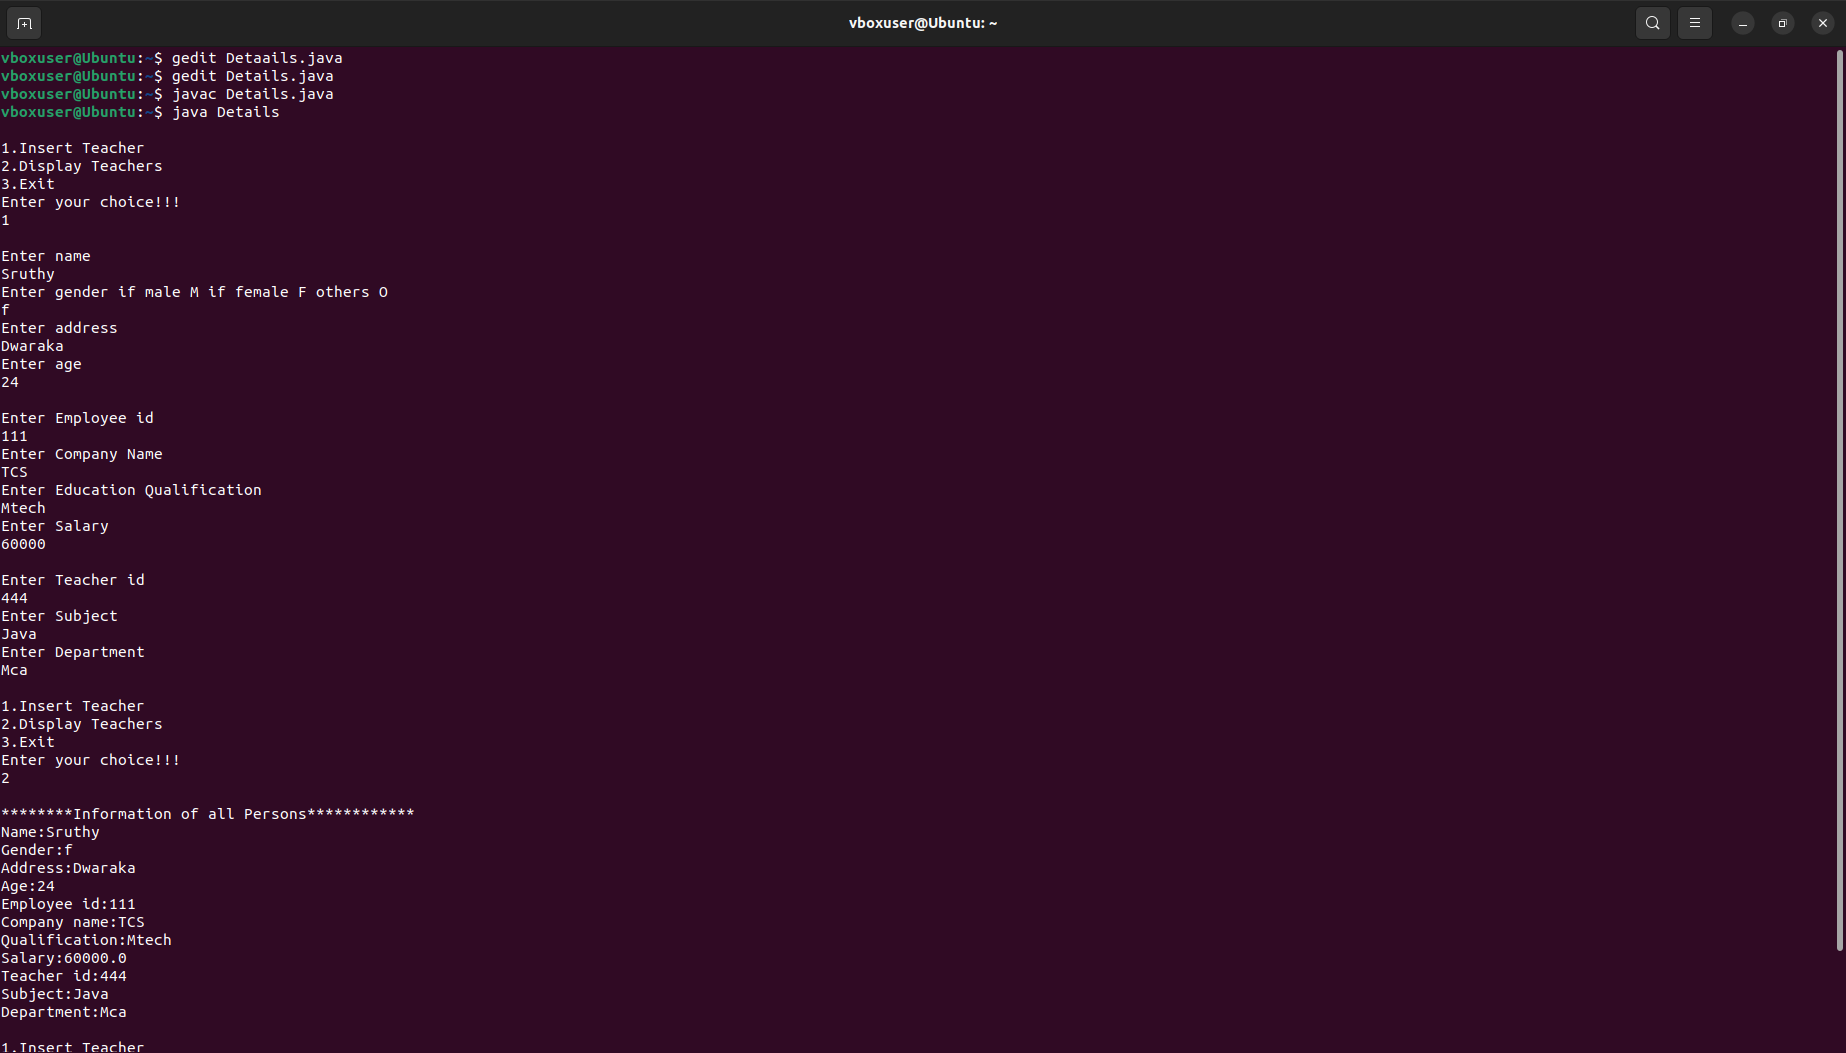 vboxuser@Ubuntu: ~
vboxuser@Ubuntu:~$ gedit Detaails.java
vboxuser@Ubuntu:~$ gedit Details.java
vboxuser@Ubuntu:~$ javac Details.java
vboxuser@Ubuntu:~$ java Details
1.Insert Teacher
2.Display Teachers
3.Exit
Enter your choice!!!
1
Enter name
Sruthy
Enter gender if male M if female F others O
f
Enter address
Dwaraka
Enter age
24
Enter Employee id
111
Enter Company Name
TCS
Enter Education Qualification
Mtech
Enter Salary
60000
Enter Teacher id
444
Enter Subject
Java
Enter Department
Mca
1.Insert Teacher
2.Display Teachers
3.Exit
Enter your choice!!!
2
********Information of all Persons************
Name:Sruthy
Gender:f
Address:Dwaraka
Age:24
Employee id:111
Company name:TCS
Qualification:Mtech
Salary:60000.0
Teacher id:444
Subject:Java
Department:Mca
1.Insert Teacher